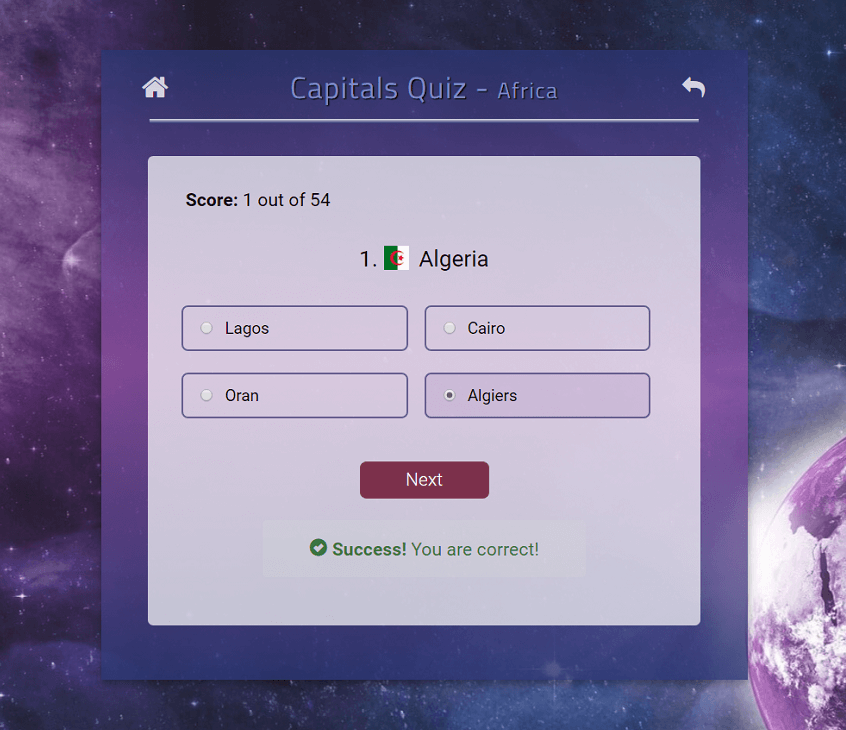 Capitals Quiz - Africa
Score: 1 out of 54
1. Algeria
Lagos
Cairo
Oran
Algiers
Next
Success! You are correct!